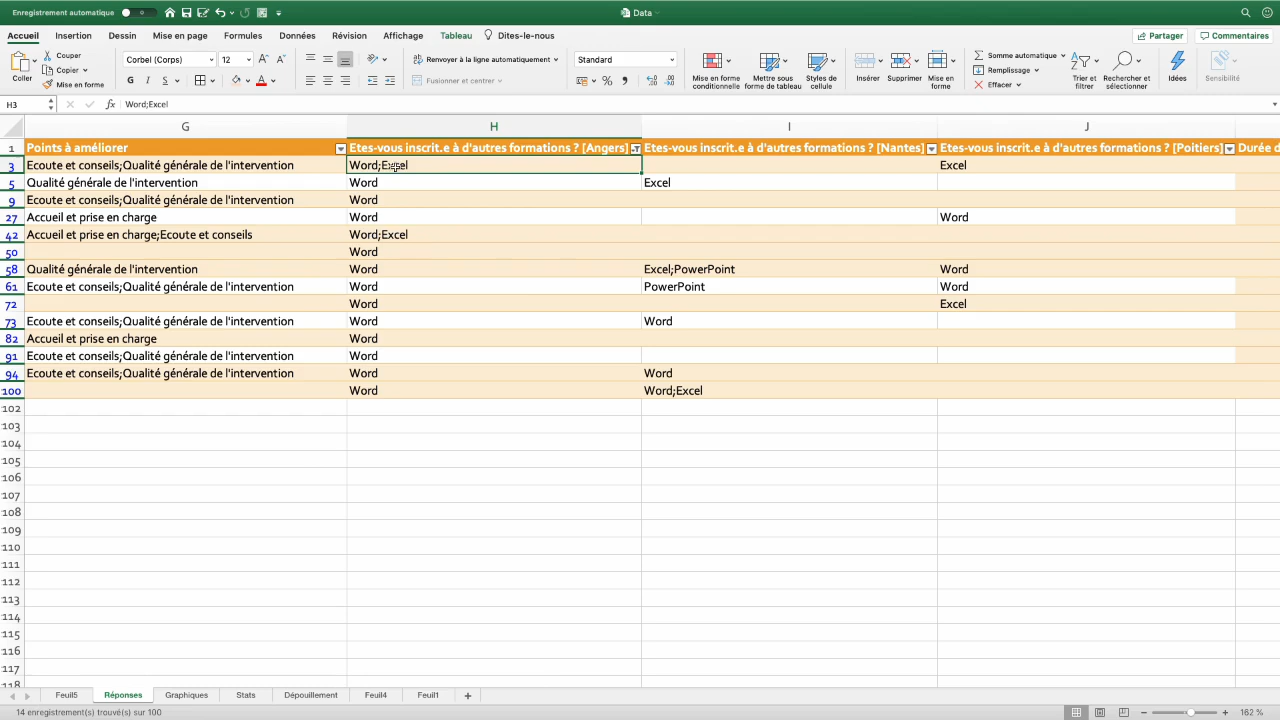 Enregistrement automatique
Data
Accueil Insertion Dessin Mise en page Formules Données Révision Affichage Tableau Dites-le-nous Partager Commentaires
Coller Couper Copier Mise en forme
Corbel (Corps)
G I S
Renvoyer à la ligne automatiquement
Fusionner et centrer
Standard
Mise en forme conditionnelle
Mettre sous forme de tableau
Styles de cellule
Insérer Supprimer Mise en forme
Somme automatique
Remplissage
Effacer
Trier et filtrer
Rechercher et sélectionner
Idées Sensibilité
H3 fx Word;Excel
G H I J
1 Points à améliorer Etes-vous inscrit.e à d'autres formations ? [Angers] Etes-vous inscrit.e à d'autres formations ? [Nantes] Etes-vous inscrit.e à d'autres formations ? [Poitiers] Durée d
3 Ecoute et conseils;Qualité générale de l'intervention Word;Excel Excel
5 Qualité générale de l'intervention Word Excel
9 Ecoute et conseils;Qualité générale de l'intervention Word
27 Accueil et prise en charge Word Word
42 Accueil et prise en charge;Ecoute et conseils Word;Excel
50 Word
58 Qualité générale de l'intervention Word Excel;PowerPoint Word
61 Ecoute et conseils;Qualité générale de l'intervention Word PowerPoint Word
72 Word Excel
73 Ecoute et conseils;Qualité générale de l'intervention Word Word
82 Accueil et prise en charge Word
91 Ecoute et conseils;Qualité générale de l'intervention Word
94 Ecoute et conseils;Qualité générale de l'intervention Word Word
100 Word Word;Excel
102
103
104
105
106
107
108
109
110
111
112
113
114
115
116
117
118
Feuil5 Réponses Graphiques Stats Dépouillement Feuil4 Feuil1 +
14 enregistrement(s) trouvé(s) sur 100 162 %